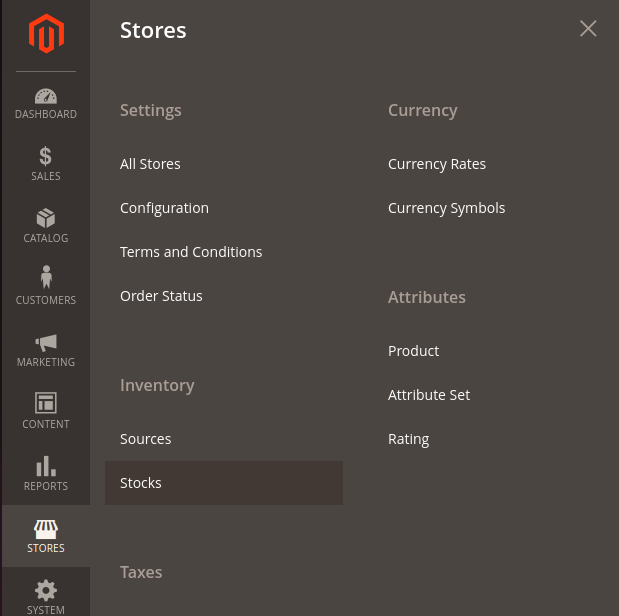 Stores
DASHBOARD
SALES
CATALOG
CUSTOMERS
MARKETING
CONTENT
REPORTS
STORES
SYSTEM
Settings
All Stores
Configuration
Terms and Conditions
Order Status
Inventory
Sources
Stocks
Taxes
Currency
Currency Rates
Currency Symbols
Attributes
Product
Attribute Set
Rating